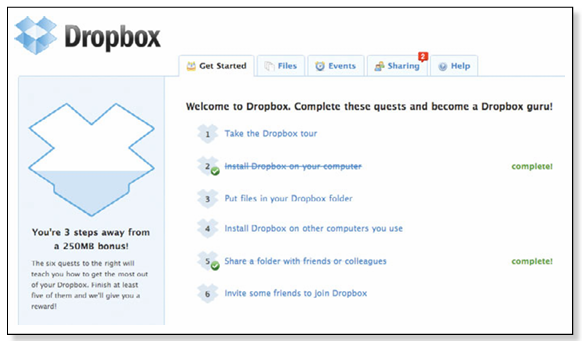 Dropbox
Get Started
Files
Events
Sharing
2
Help
Welcome to Dropbox. Complete these quests and become a Dropbox guru!
1 Take the Dropbox tour
2 Install Dropbox on your computer complete!
3 Put files in your Dropbox folder
4 Install Dropbox on other computers you use
5 Share a folder with friends or colleagues complete!
6 Invite some friends to join Dropbox
You're 3 steps away from
a 250MB bonus!
The six quests to the right will
teach you how to get the most out
of your Dropbox. Finish at least
five of them and we'll give you a
reward!